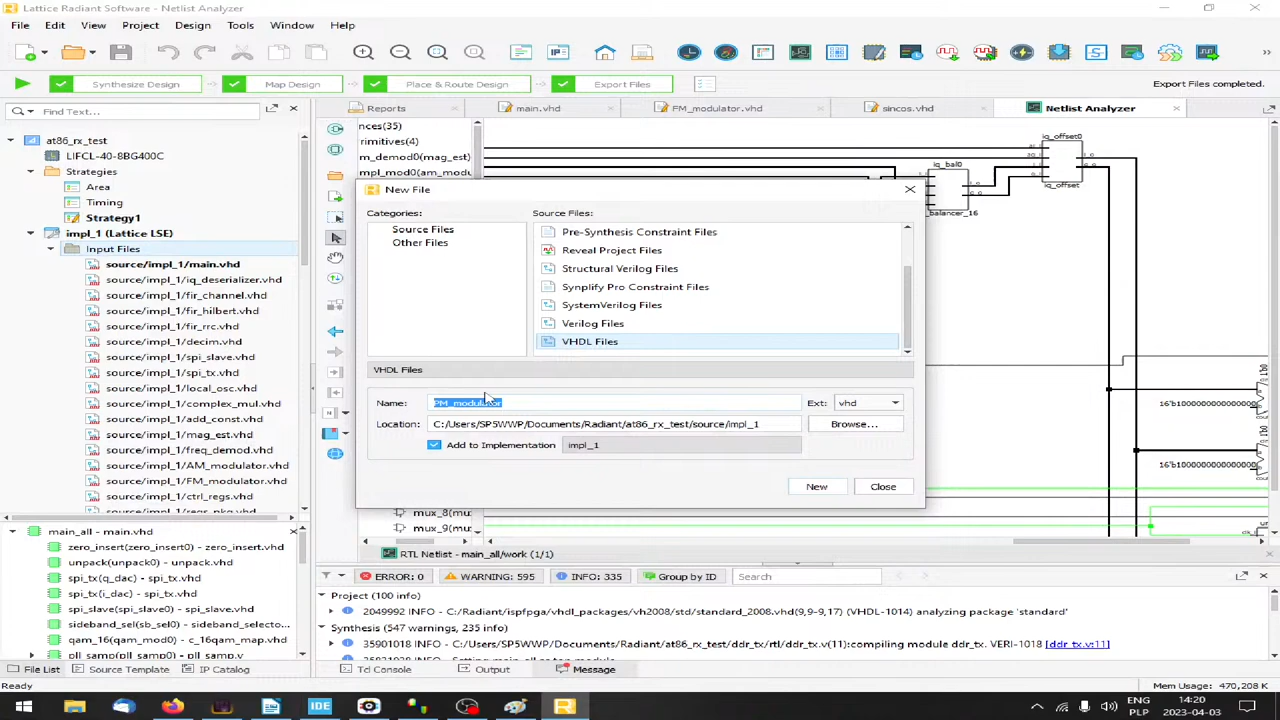 Lattice Radiant Software - Netlist Analyzer
File Edit View Project Design Tools Window Help
Synthesize Design
Map Design
Place & Route Design
Export Files
Export Files completed.
Find Text...
Reports
main.vhd
FM_modulator.vhd
sincos.vhd
Netlist Analyzer
at86_rx_test
LIFCL-40-8BG400C
Strategies
Area
Timing
Strategy1
impl_1 (Lattice LSE)
Input Files
source/impl_1/main.vhd
source/impl_1/iq_deserializer.vhd
source/impl_1/fir_channel.vhd
source/impl_1/fir_hilbert.vhd
source/impl_1/fir_rrc.vhd
source/impl_1/decim.vhd
source/impl_1/spi_slave.vhd
source/impl_1/spi_tx.vhd
source/impl_1/local_osc.vhd
source/impl_1/complex_mul.vhd
source/impl_1/add_const.vhd
source/impl_1/mag_est.vhd
source/impl_1/freq_demod.vhd
source/impl_1/AM_modulator.vhd
source/impl_1/FM_modulator.vhd
source/impl_1/ctrl_regs.vhd
source/impl_1/regs_pkg.vhd
main_all - main.vhd
zero_insert(zero_insert0) - zero_insert.vhd
unpack(unpack0) - unpack.vhd
spi_tx(q_dac) - spi_tx.vhd
spi_tx(i_dac) - spi_tx.vhd
spi_slave(spi_slave0) - spi_slave.vhd
sideband_sel(sb_sel0) - sideband_selecto...
qam_16(qam_mod0) - c_16qam_map.vhd
pll_samp(pll_samp0) - pll_samp.v
File List
Source Template
IP Catalog
nces(35)
rimitives(4)
m_demod0(mag_est)
mpl_mod0(am_modul
iq_offset0
iq_bal0
iq_offset
balancer_16
New File
Categories:
Source Files
Other Files
Source Files:
Pre-Synthesis Constraint Files
Reveal Project Files
Structural Verilog Files
Synplify Pro Constraint Files
SystemVerilog Files
Verilog Files
VHDL Files
VHDL Files
Name: PM_modulator
Ext: vhd
Location: C:/Users/SP5WWP/Documents/Radiant/at86_rx_test/source/impl_1
Browse...
Add to Implementation
impl_1
New
Close
mux_8(mux
mux_9(mux
RTL Netlist - main_all/work (1/1)
ERROR: 0
WARNING: 595
INFO: 335
Group by ID
Search
Project (100 info)
2049992 INFO - C:/Radiant/ispfpga/vhdl_packages/vh2008/std/standard_2008.vhd(9,9-9,17) (VHDL-1014) analyzing package 'standard'
Synthesis (547 warnings, 235 info)
35901018 INFO - C:/Users/SP5WWP/Documents/Radiant/at86_rx_test/ddr_tx/rtl/ddr_tx.v(11):compiling module ddr_tx. VERI-1018 [ddr_tx.v:11]
Tcl Console
Output
Message
Ready
Mem Usage: 470,208 K
IDE
ENG
PLP
14:20
2023-04-03